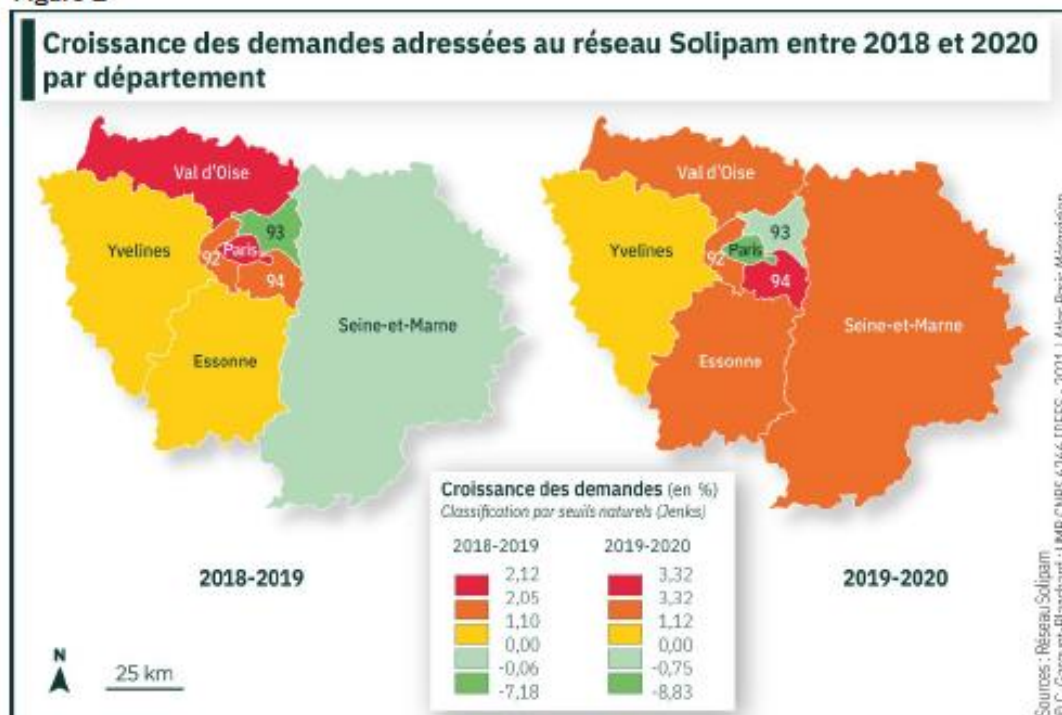 Croissance des demandes adressées au réseau Solipam entre 2018 et 2020
par département
Val d'Oise
Yvelines
93
Paris
92
94
Essonne
Seine-et-Marne
2018-2019
Val d'Oise
Yvelines
93
Paris
92
94
Essonne
Seine-et-Marne
2019-2020
Croissance des demandes (en %)
Classification par seuils naturels (Jenks)
2018-2019
2,12
2,05
1,10
0,00
-0,06
-7,18
2019-2020
3,32
3,32
1,12
0,00
-0,75
-8,83
N
25 km
Sources : Réseau Solipam